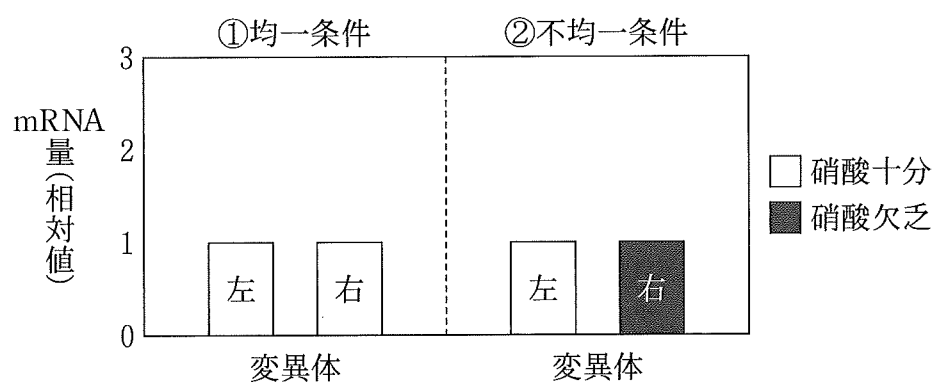 ①均一条件 ②不均一条件
3
2
1
0
mRNA
量(相対値)
左 右 左 右
変異体 変異体
硝酸十分
硝酸欠乏